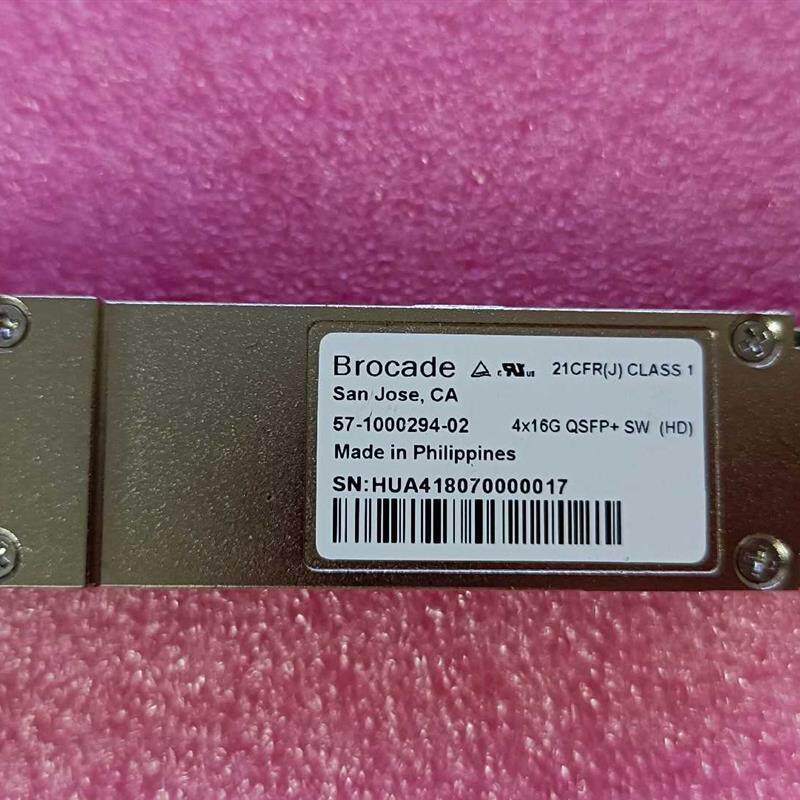 Brocade 21CFR(J) CLASS 1
San Jose, CA
57-1000294-02 4x16G QSFP+ SW (HD)
Made in Philippines
SN:HUA418070000017